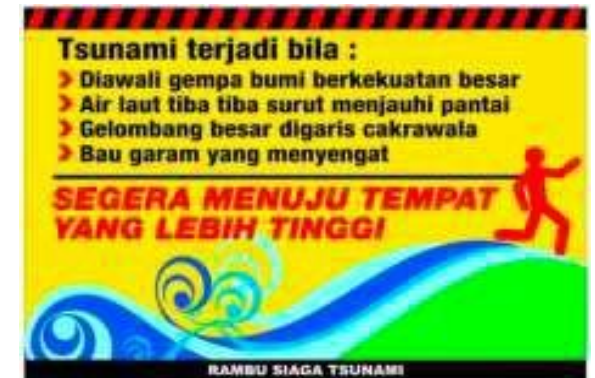 Tsunami terjadi bila :
Diawali gempa bumi berkekuatan besar
Air laut tiba tiba surut menjauhi pantai
Gelombang besar digaris cakrawala
Bau garam yang menyengat
SEGERA MENUJU TEMPAT
YANG LEBIH TINGGI
RAMBU SIAGA TSUNAMI